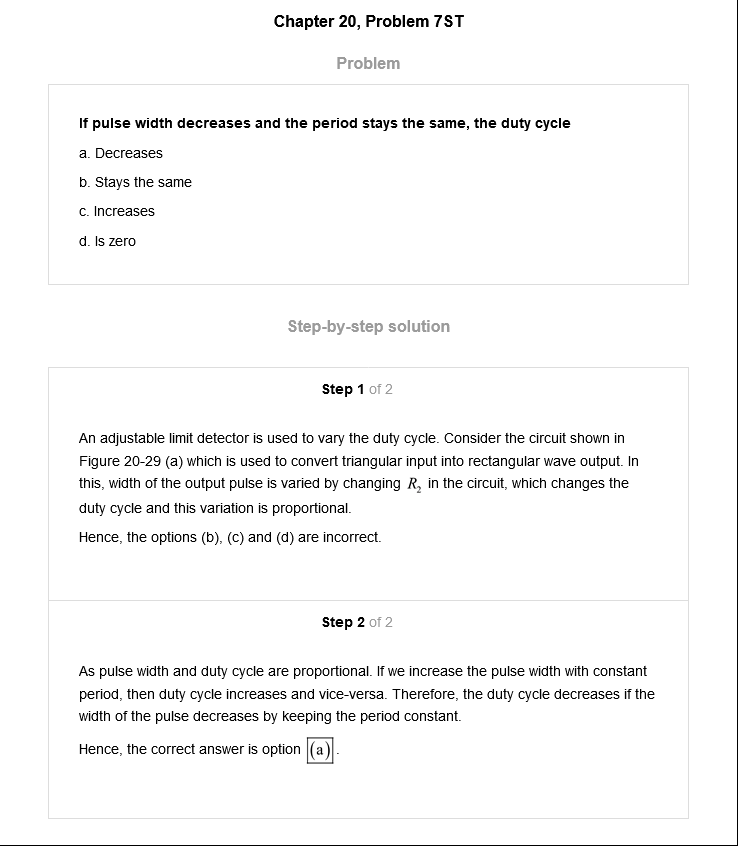 Chapter 20, Problem 7ST
Problem
If pulse width decreases and the period stays the same, the duty cycle
a. Decreases
b. Stays the same
c. Increases
d. Is zero
Step-by-step solution
Step 1 of 2
An adjustable limit detector is used to vary the duty cycle. Consider the circuit shown in
Figure 20-29 (a) which is used to convert triangular input into rectangular wave output. In
this, width of the output pulse is varied by changing R₂ in the circuit, which changes the
duty cycle and this variation is proportional.
Hence, the options (b), (c) and (d) are incorrect.
Step 2 of 2
As pulse width and duty cycle are proportional. If we increase the pulse width with constant
period, then duty cycle increases and vice-versa. Therefore, the duty cycle decreases if the
width of the pulse decreases by keeping the period constant.
Hence, the correct answer is option (a).